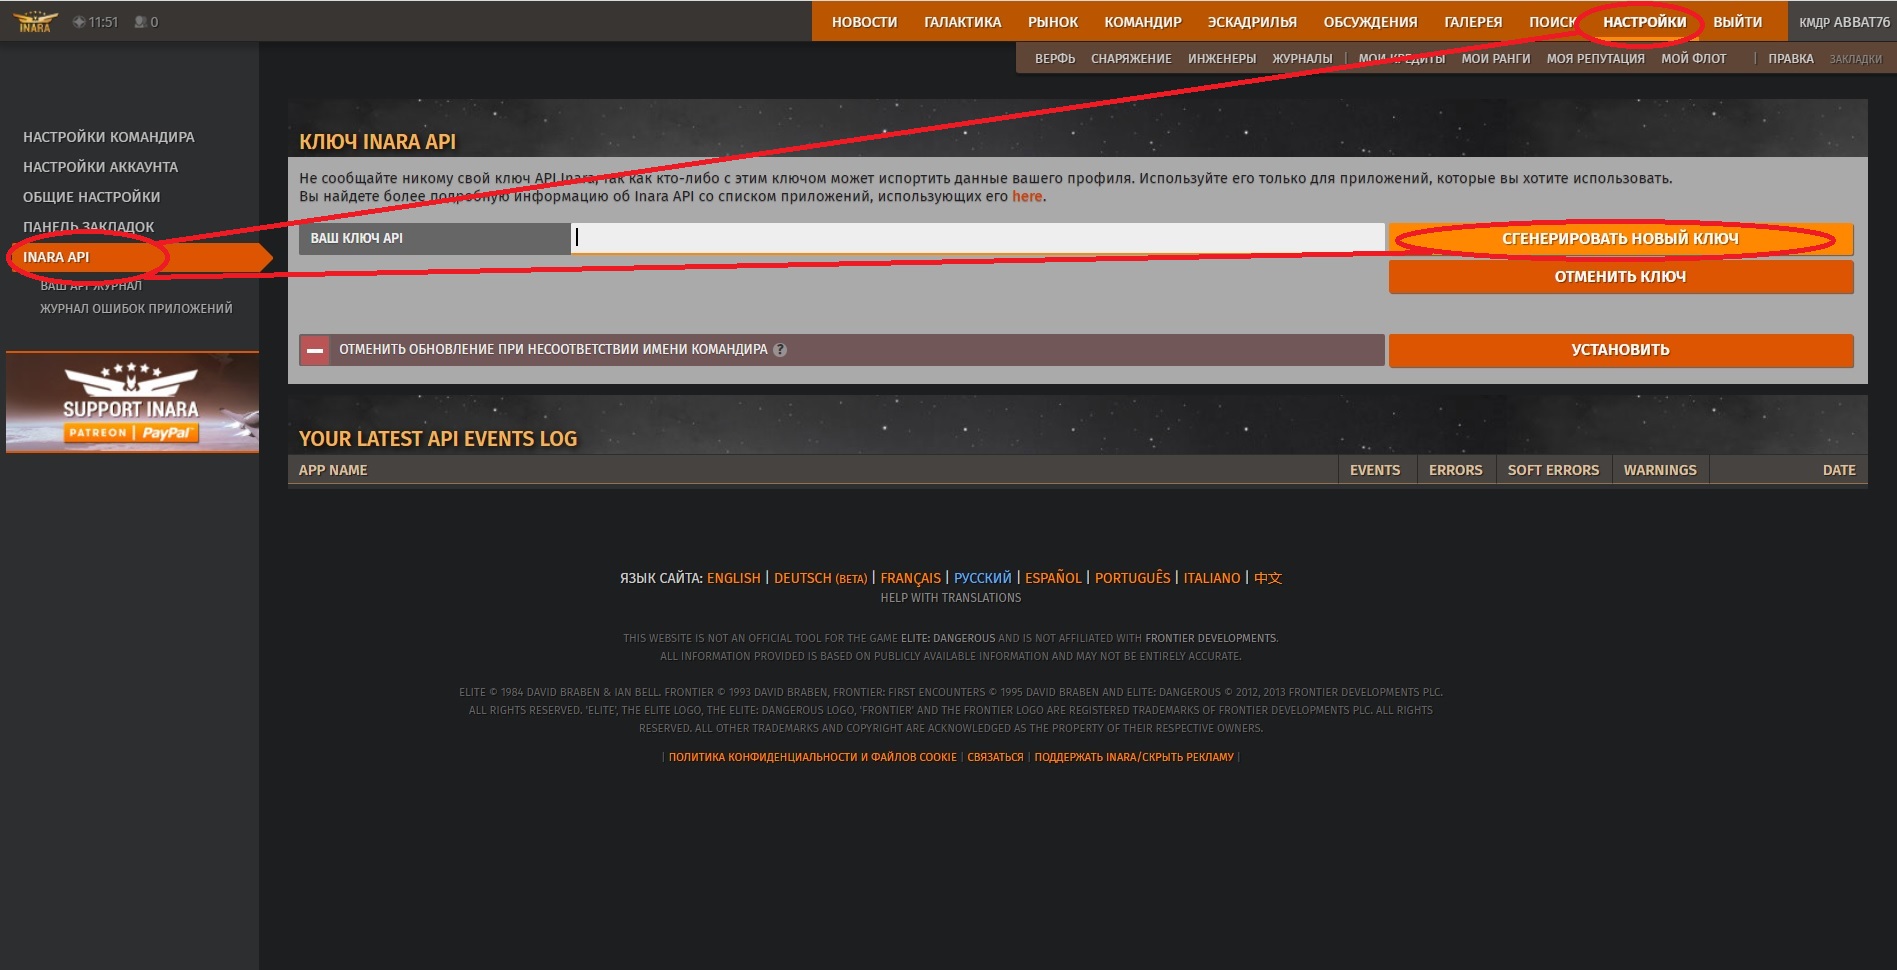 INARA
11:51
0
НОВОСТИ ГАЛАКТИКА РЫНОК КОМАНДИР ЭСКАДРИЛЬЯ ОБСУЖДЕНИЯ ГАЛЕРЕЯ ПОИСК НАСТРОЙКИ ВЫЙТИ КМДР ABBAT76
ВЕРФЬ СНАРЯЖЕНИЕ ИНЖЕНЕРЫ ЖУРНАЛЫ | МОИ КРЕДИТЫ МОИ РАНГИ МОЯ РЕПУТАЦИЯ МОЙ ФЛОТ | ПРАВКА ЗАКЛАДКИ
НАСТРОЙКИ КОМАНДИРА
НАСТРОЙКИ АККАУНТА
ОБЩИЕ НАСТРОЙКИ
ПАНЕЛЬ ЗАКЛАДОК
INARA API
ВАШ API ЖУРНАЛ
ЖУРНАЛ ОШИБОК ПРИЛОЖЕНИЙ
SUPPORT INARA
PATREON | PayPal™
КЛЮЧ INARA API
Не сообщайте никому свой ключ API Inara, так как кто-либо с этим ключом может испортить данные вашего профиля. Используйте его только для приложений, которые вы хотите использовать.
Вы найдете более подробную информацию об Inara API со списком приложений, использующих его here.
ВАШ КЛЮЧ API
СГЕНЕРИРОВАТЬ НОВЫЙ КЛЮЧ
ОТМЕНИТЬ КЛЮЧ
ОТМЕНИТЬ ОБНОВЛЕНИЕ ПРИ НЕСООТВЕТСТВИИ ИМЕНИ КОМАНДИРА ?
УСТАНОВИТЬ
YOUR LATEST API EVENTS LOG
APP NAME EVENTS ERRORS SOFT ERRORS WARNINGS DATE
ЯЗЫК САЙТА: ENGLISH | DEUTSCH (BETA) | FRANÇAIS | РУССКИЙ | ESPAÑOL | PORTUGUÊS | ITALIANO | 中文
HELP WITH TRANSLATIONS
THIS WEBSITE IS NOT AN OFFICIAL TOOL FOR THE GAME ELITE: DANGEROUS AND IS NOT AFFILIATED WITH FRONTIER DEVELOPMENTS.
ALL INFORMATION PROVIDED IS BASED ON PUBLICLY AVAILABLE INFORMATION AND MAY NOT BE ENTIRELY ACCURATE.
ELITE © 1984 DAVID BRABEN & IAN BELL. FRONTIER © 1993 DAVID BRABEN, FRONTIER: FIRST ENCOUNTERS © 1995 DAVID BRABEN AND ELITE: DANGEROUS © 2012, 2013 FRONTIER DEVELOPMENTS PLC.
ALL RIGHTS RESERVED. 'ELITE', THE ELITE LOGO, THE ELITE: DANGEROUS LOGO, 'FRONTIER' AND THE FRONTIER LOGO ARE REGISTERED TRADEMARKS OF FRONTIER DEVELOPMENTS PLC. ALL RIGHTS
RESERVED. ALL OTHER TRADEMARKS AND COPYRIGHT ARE ACKNOWLEDGED AS THE PROPERTY OF THEIR RESPECTIVE OWNERS.
| ПОЛИТИКА КОНФИДЕНЦИАЛЬНОСТИ И ФАЙЛОВ COOKIE | СВЯЗАТЬСЯ | ПОДДЕРЖАТЬ INARA/СКРЫТЬ РЕКЛАМУ |